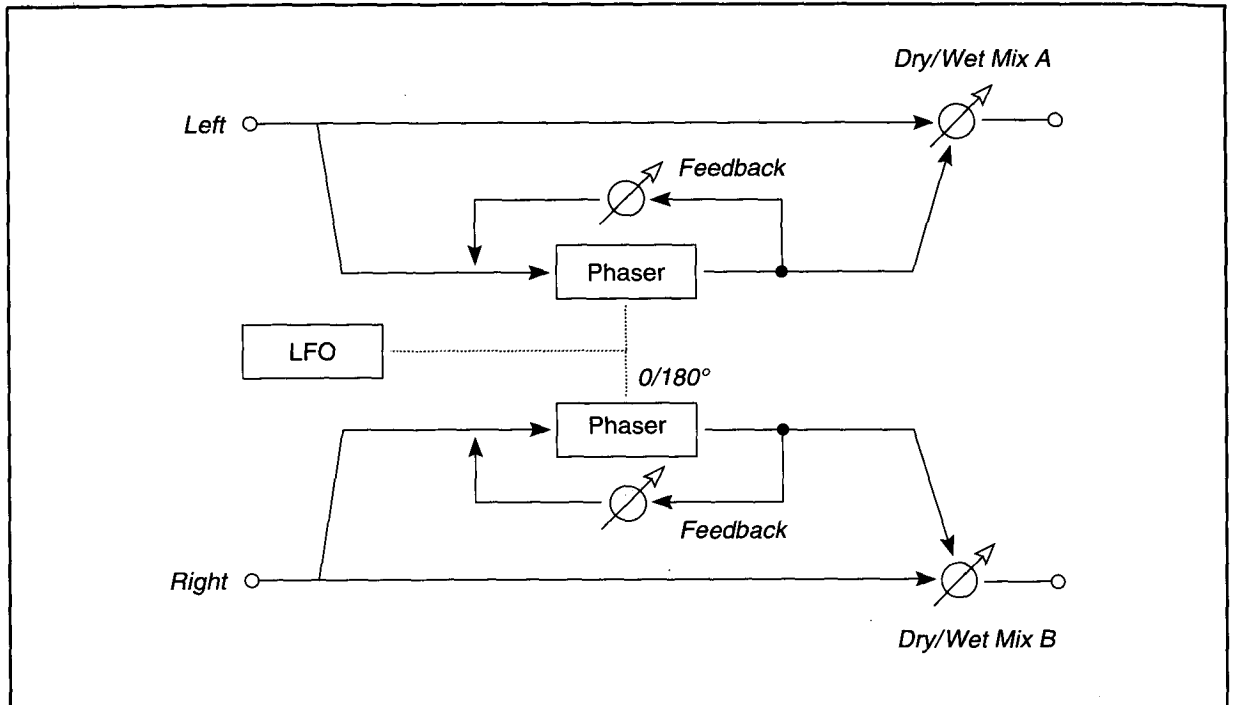 Dry/Wet Mix A
Left
Feedback
Phaser
LFO
0/180°
Phaser
Feedback
Right
Dry/Wet Mix B